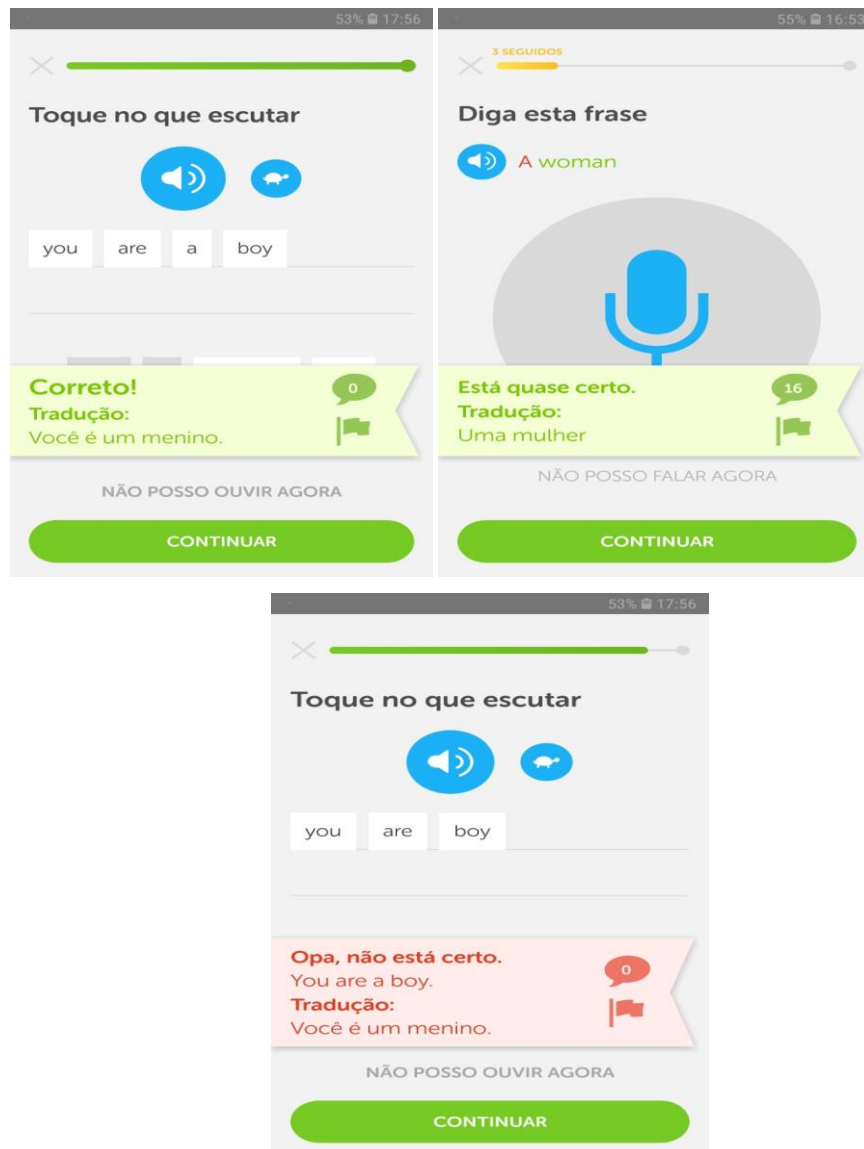 53% 17:56
Toque no que escutar
you are a boy
Correto!
0
Tradução:
Você é um menino.
NÃO POSSO OUVIR AGORA
CONTINUAR
55% 16:53
3 SEGUIDOS
Diga esta frase
A woman
Está quase certo.
16
Tradução:
Uma mulher
NÃO POSSO FALAR AGORA
CONTINUAR
53% 17:56
Toque no que escutar
you are boy
Opa, não está certo.
You are a boy.
0
Tradução:
Você é um menino.
NÃO POSSO OUVIR AGORA
CONTINUAR